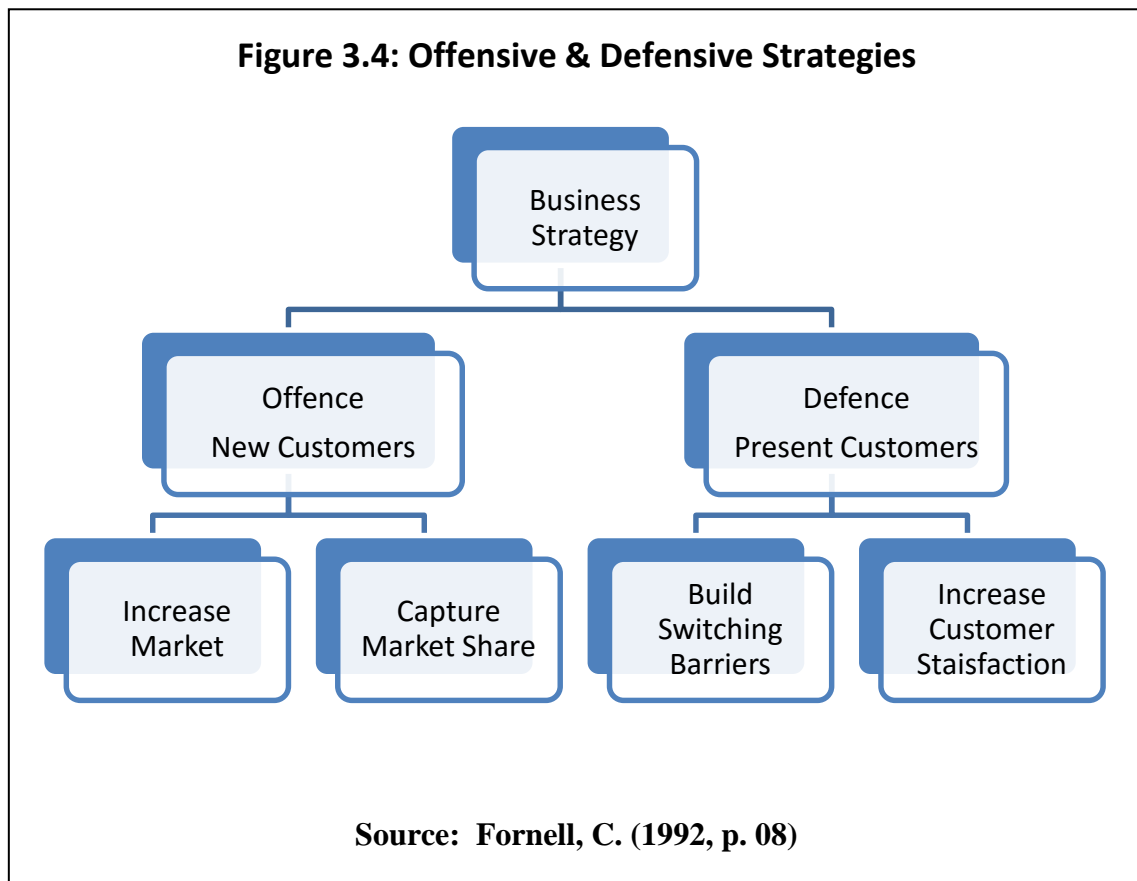 Figure 3.4: Offensive & Defensive Strategies
Business
Strategy
Offence
New Customers
Defence
Present Customers
Increase
Market
Capture
Market Share
Build
Switching
Barriers
Increase
Customer
Staisfaction
Source:  Fornell, C. (1992, p. 08)